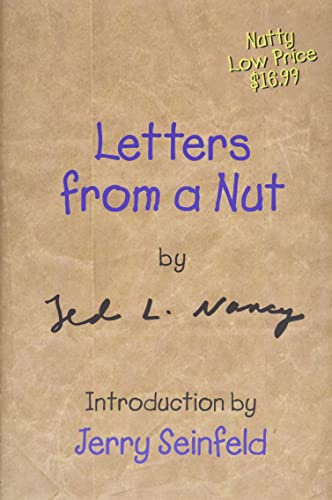 Nutty
Low Price
$16.99
Letters
from a Nut
by
Ted L. Nancy
Introduction by
Jerry Seinfeld